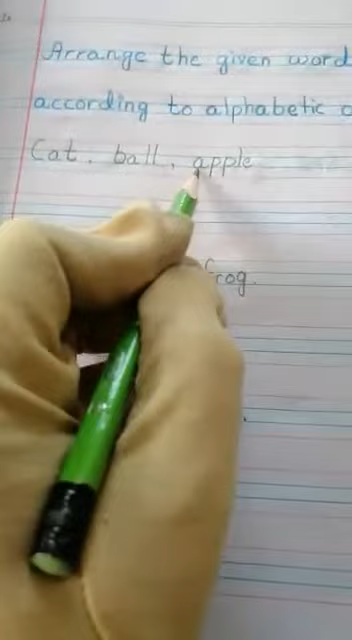 Arrange the given word
according to alphabetic o
Cat, ball, apple
frog.